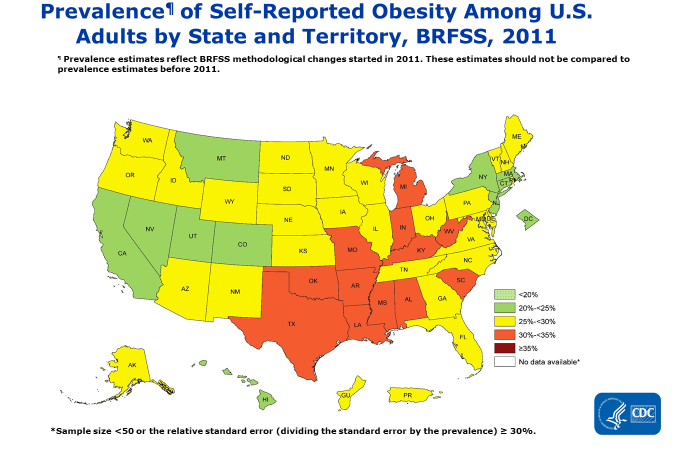 Prevalence¶ of Self-Reported Obesity Among U.S.
Adults by State and Territory, BRFSS, 2011
¶ Prevalence estimates reflect BRFSS methodological changes started in 2011. These estimates should not be compared to
prevalence estimates before 2011.
WA
MT
ND
MN
ME
VT
NH
OR
ID
SD
WI
MI
NY
MA
CT
WY
IA
PA
NJ
NE
OH
DC
NV
UT
IL
IN
WV
MD
DE
CA
CO
KS
MO
KY
VA
NC
TN
AZ
NM
OK
AR
SC
MS
AL
GA
TX
LA
FL
AK
HI
GU
PR
<20%
20%-<25%
25%-<30%
30%-<35%
≥35%
No data available*
CDC
*Sample size <50 or the relative standard error (dividing the standard error by the prevalence) ≥ 30%.